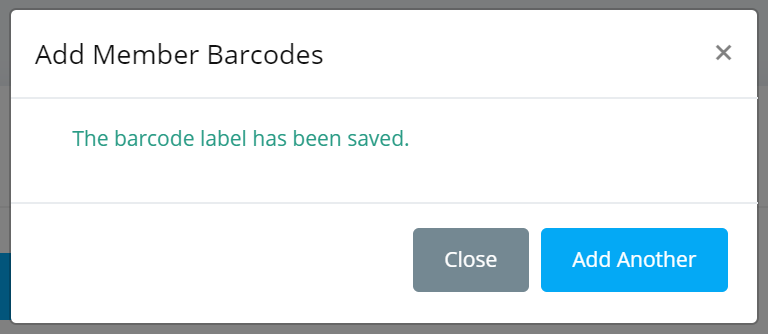 Add Member Barcodes ×
The barcode label has been saved.
Close Add Another